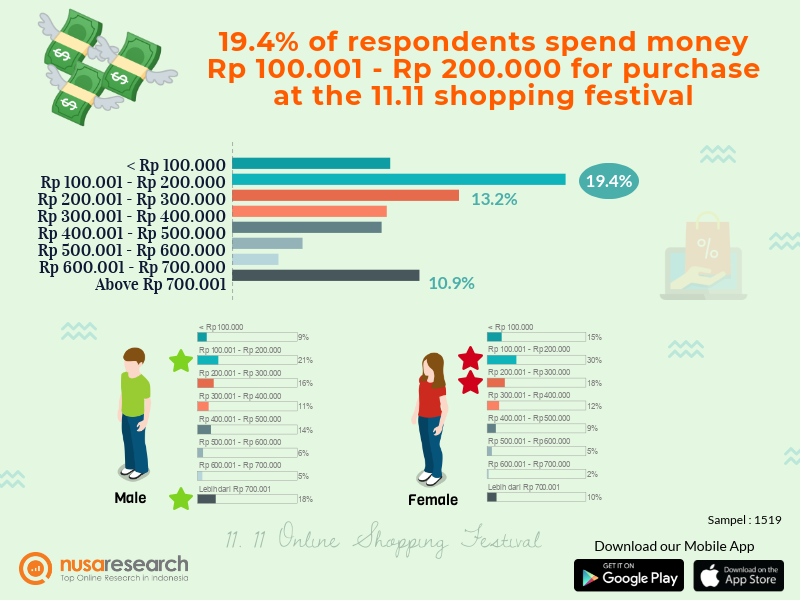 19.4% of respondents spend money
Rp 100.001 - Rp 200.000 for purchase
at the 11.11 shopping festival
< Rp 100.000
Rp 100.001 - Rp 200.000
19.4%
Rp 200.001 - Rp 300.000
13.2%
Rp 300.001 - Rp 400.000
Rp 400.001 - Rp 500.000
Rp 500.001 - Rp 600.000
Rp 600.001 - Rp 700.000
Above Rp 700.001
10.9%
%
< Rp 100.000
9%
Rp 100.001 - Rp 200.000
21%
Rp 200.001 - Rp 300.000
16%
Rp 300.001 - Rp 400.000
11%
Rp 400.001 - Rp 500.000
14%
Rp 500.001 - Rp 600.000
6%
Rp 600.001 - Rp 700.000
5%
Lebih dari Rp 700.001
18%
Male
< Rp 100.000
15%
Rp 100.001 - Rp 200.000
30%
Rp 200.001 - Rp 300.000
18%
Rp 300.001 - Rp 400.000
12%
Rp 400.001 - Rp 500.000
9%
Rp 500.001 - Rp 600.000
5%
Rp 600.001 - Rp 700.000
2%
Lebih dari Rp 700.001
10%
Female
Sampel : 1519
11. 11 Online Shopping Festival
nusaresearch
Top Online Research in Indonesia
Download our Mobile App
GET IT ON
Google Play
Download on the
App Store